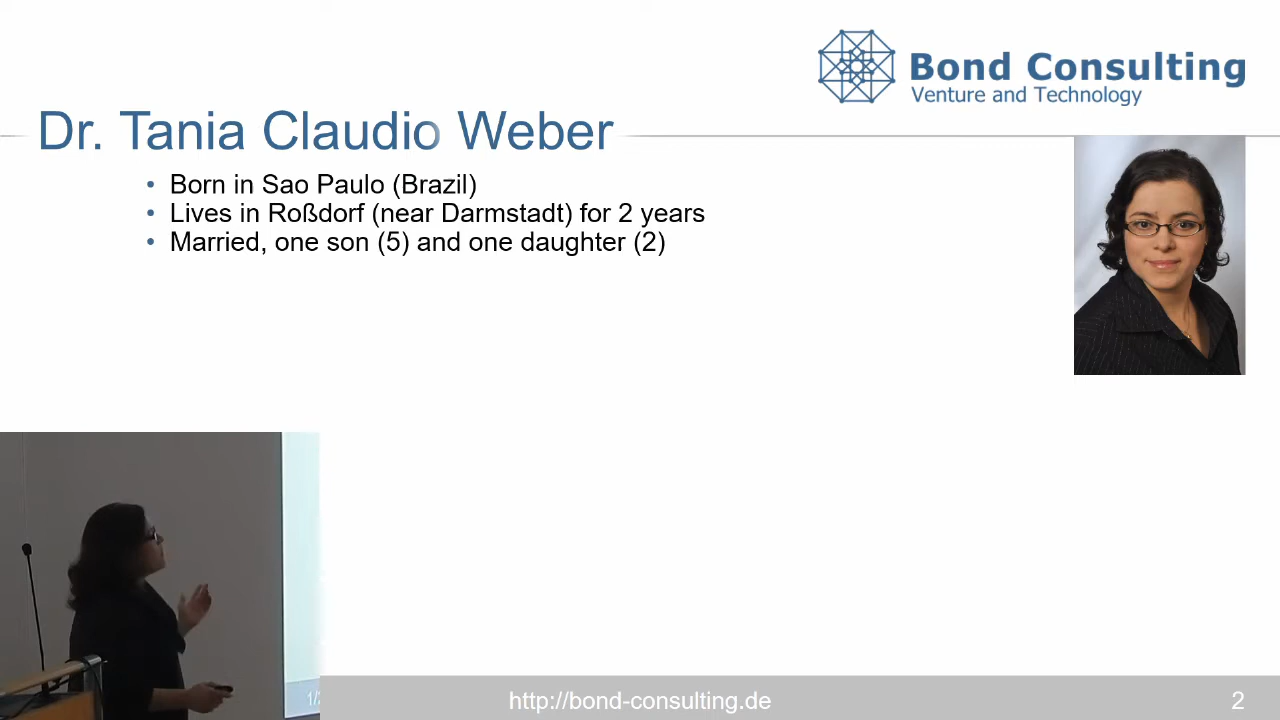 Bond Consulting
Venture and Technology
Dr. Tania Claudio Weber
• Born in Sao Paulo (Brazil)
• Lives in Roßdorf (near Darmstadt) for 2 years
• Married, one son (5) and one daughter (2)
1/
http://bond-consulting.de
2